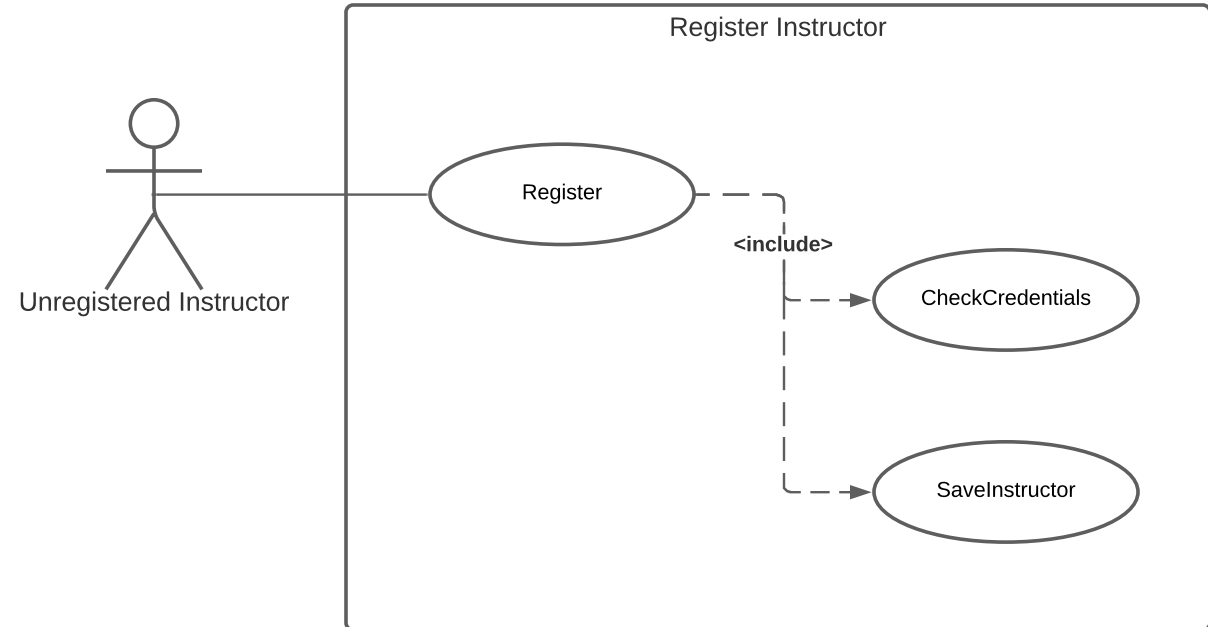 Register Instructor
Register
<include>
CheckCredentials
Unregistered Instructor
SaveInstructor